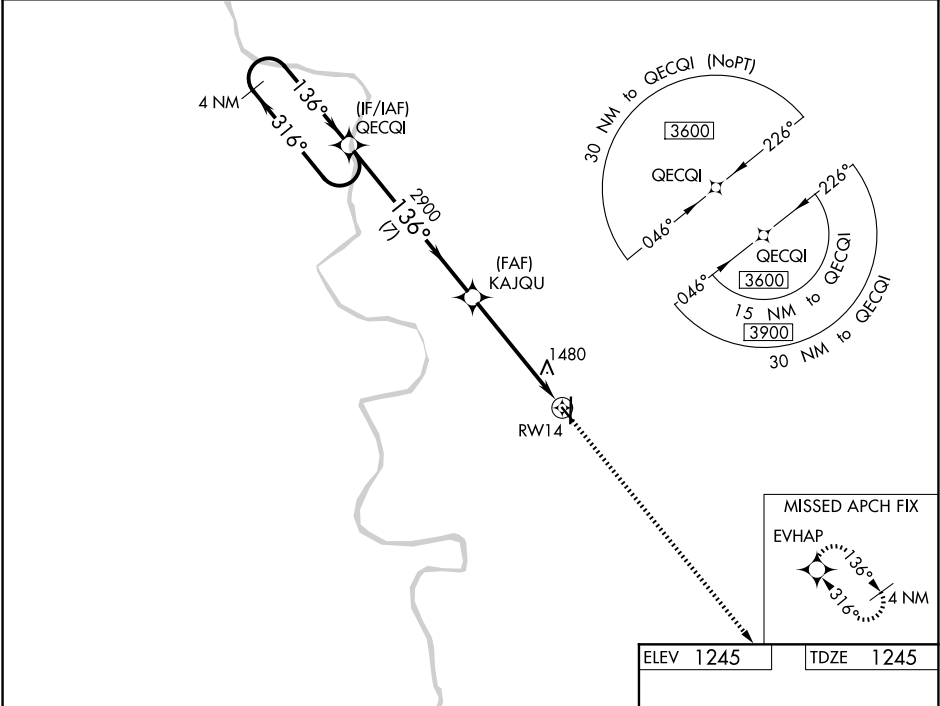 4 NM
136°
316°
(IF/IAF)
QECQI
2900
136°
(7)
(FAF)
KAJQU
1480
RW14
30 NM to QECQI (NoPT)
3600
226°
QECQI
046°
226°
QECQI
046°
3600
15 NM to QECQI
3900
30 NM to QECQI
MISSED APCH FIX
EVHAP
136°
316°
4 NM
ELEV 1245
TDZE 1245